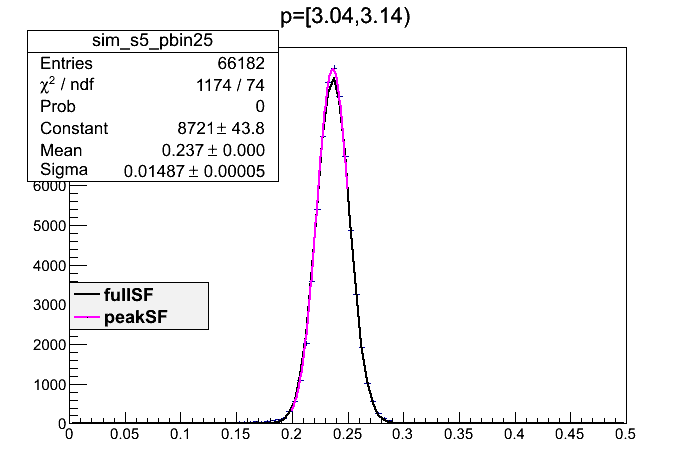 p=[3.04,3.14)
sim_s5_pbin25
Entries 66182
χ² / ndf 1174 / 74
Prob 0
Constant 8721 ± 43.8
Mean 0.237 ± 0.000
Sigma 0.01487 ± 0.00005
6000
5000
4000
3000
2000
1000
0
fullSF
peakSF
0 0.05 0.1 0.15 0.2 0.25 0.3 0.35 0.4 0.45 0.5